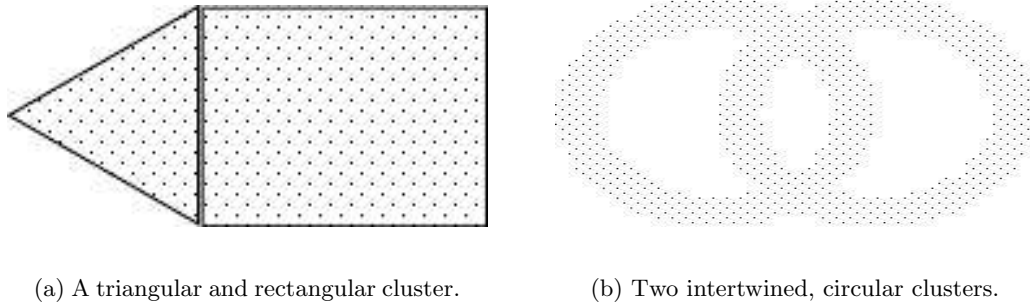 (a) A triangular and rectangular cluster.
(b) Two intertwined, circular clusters.